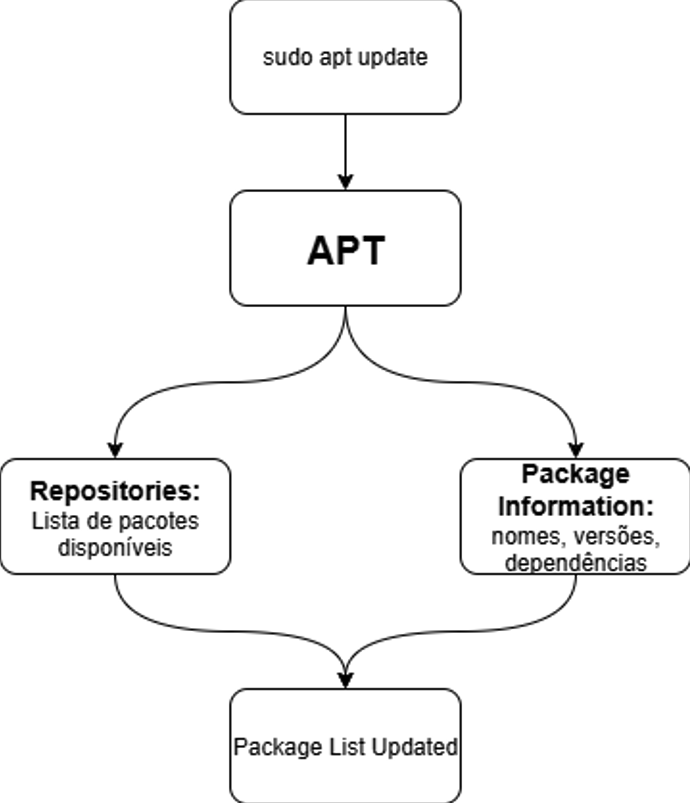 sudo apt update
APT
Repositories:
Lista de pacotes
disponíveis
Package
Information:
nomes, versões,
dependências
Package List Updated